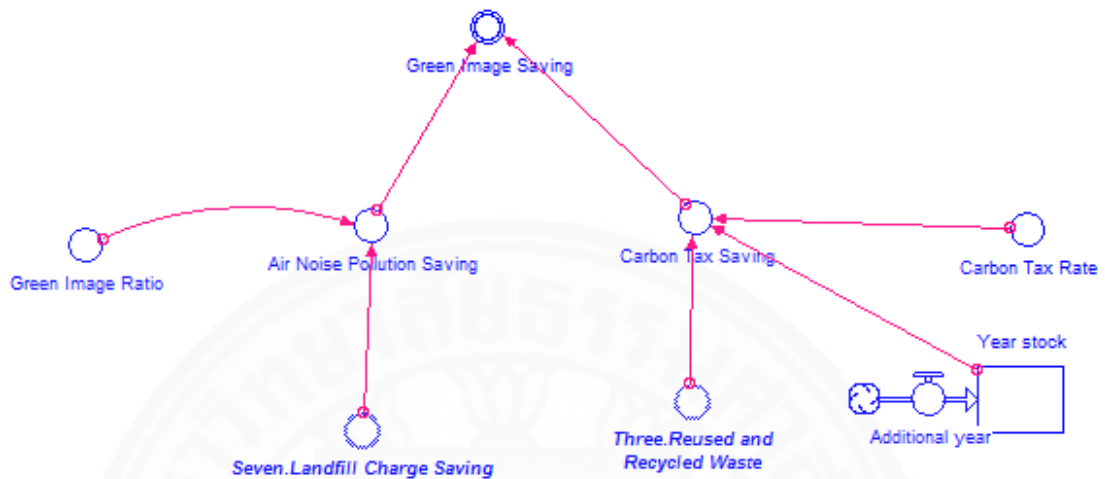 Green Image Saving
Green Image Ratio
Air Noise Pollution Saving
Carbon Tax Saving
Carbon Tax Rate
Year stock
Additional year
Seven.Landfill Charge Saving
Three.Reused and
Recycled Waste